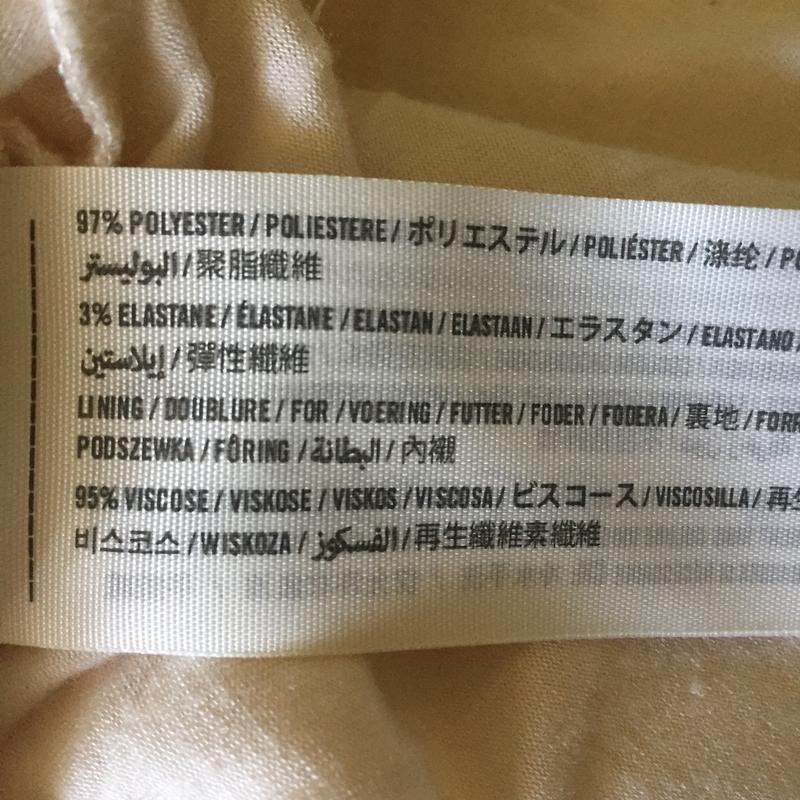 97% POLYESTER / POLIESTERE / ポリエステル / POLIÉSTER / 涤纶 /
البوليستر / 聚脂纖維
3% ELASTANE / ÉLASTANE / ELASTAN / ELASTAAN / エラスタン / ELASTANO
إيلاستين / 彈性纖維
LINING / DOUBLURE / FOR / VOERING / FUTTER / FODER / FODERA / 裏地 /
PODSZEWKA / FÔRING / البطانة / 內襯
95% VISCOSE / VISKOSE / VISKOS / VISCOSA / ビスコース / VISCOSILLA / 再
비스코스 / WISKOZA / الفسكوز / 再生纖維素纖維